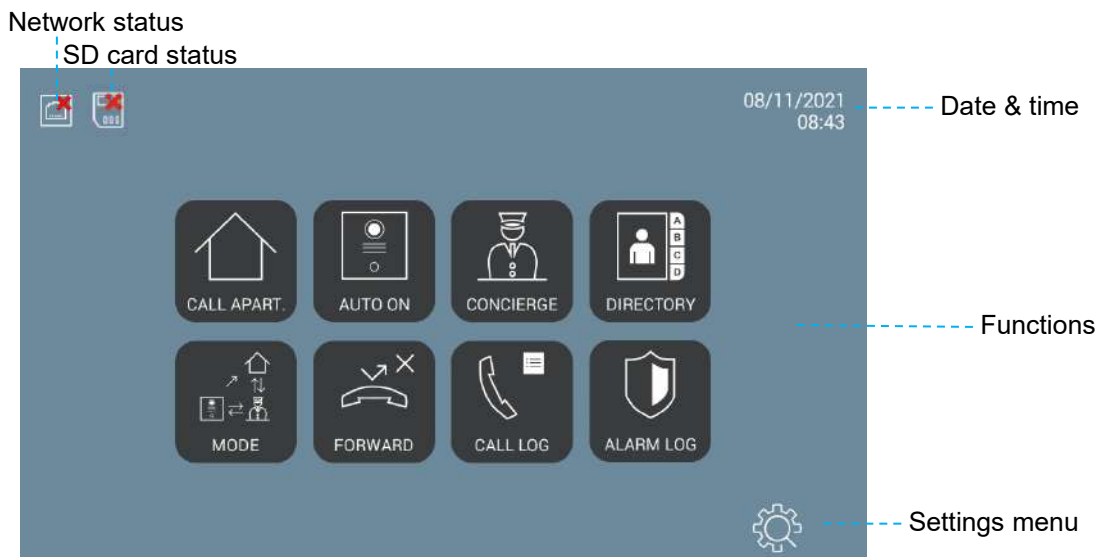 Network status
SD card status
08/11/2021
08:43
Date & time
CALL APART.
AUTO ON
CONCIERGE
DIRECTORY
A
B
C
D
Functions
MODE
FORWARD
CALL LOG
ALARM LOG
Settings menu